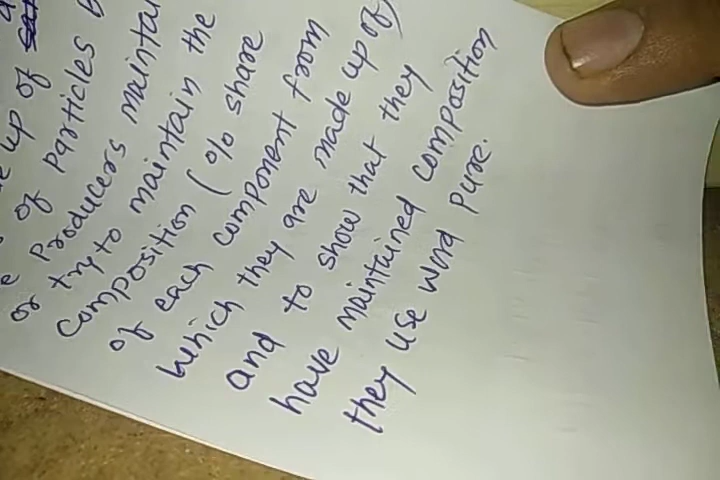 up of
of particles
Producers maintai
or try to maintain the
Composition (% share
of each component from
which they are made up of)
and to show that they
have maintained composition
they use word pure.